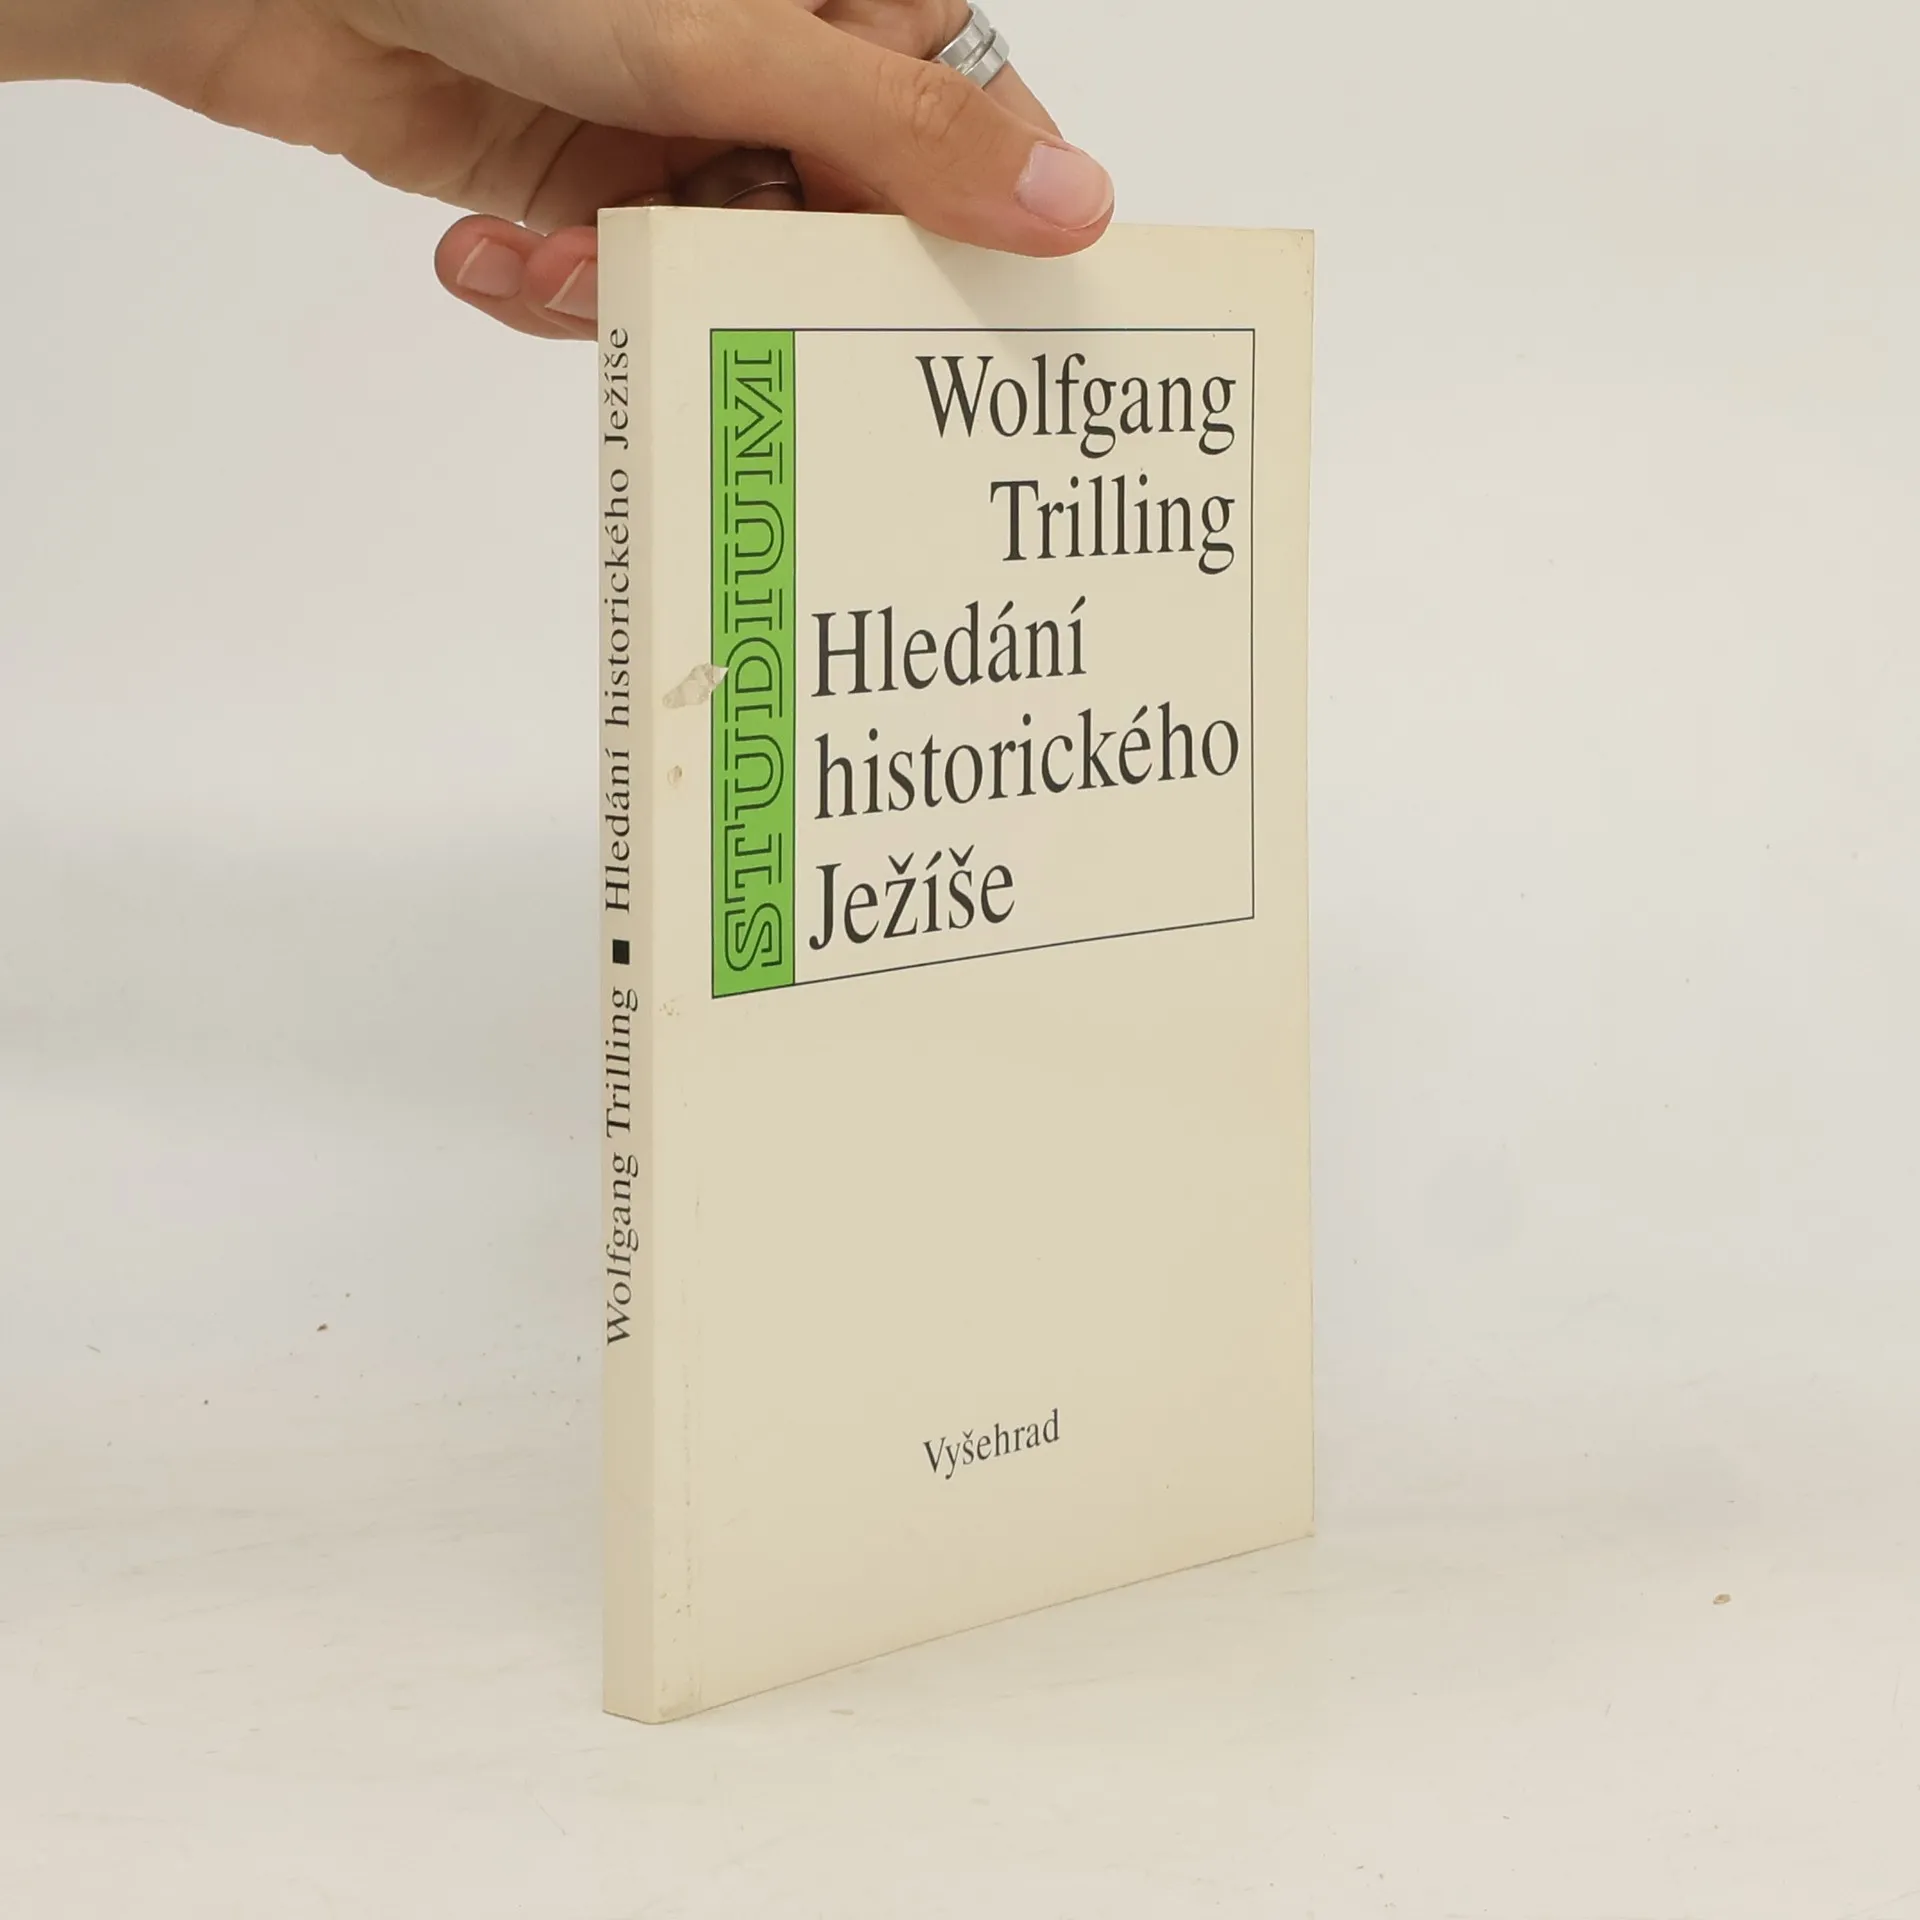 Wolfgang Trilling ■ Hledání historického Ježíše
STUDIUM
Wolfgang
Trilling
Hledání
historického
Ježíše
Vyšehrad